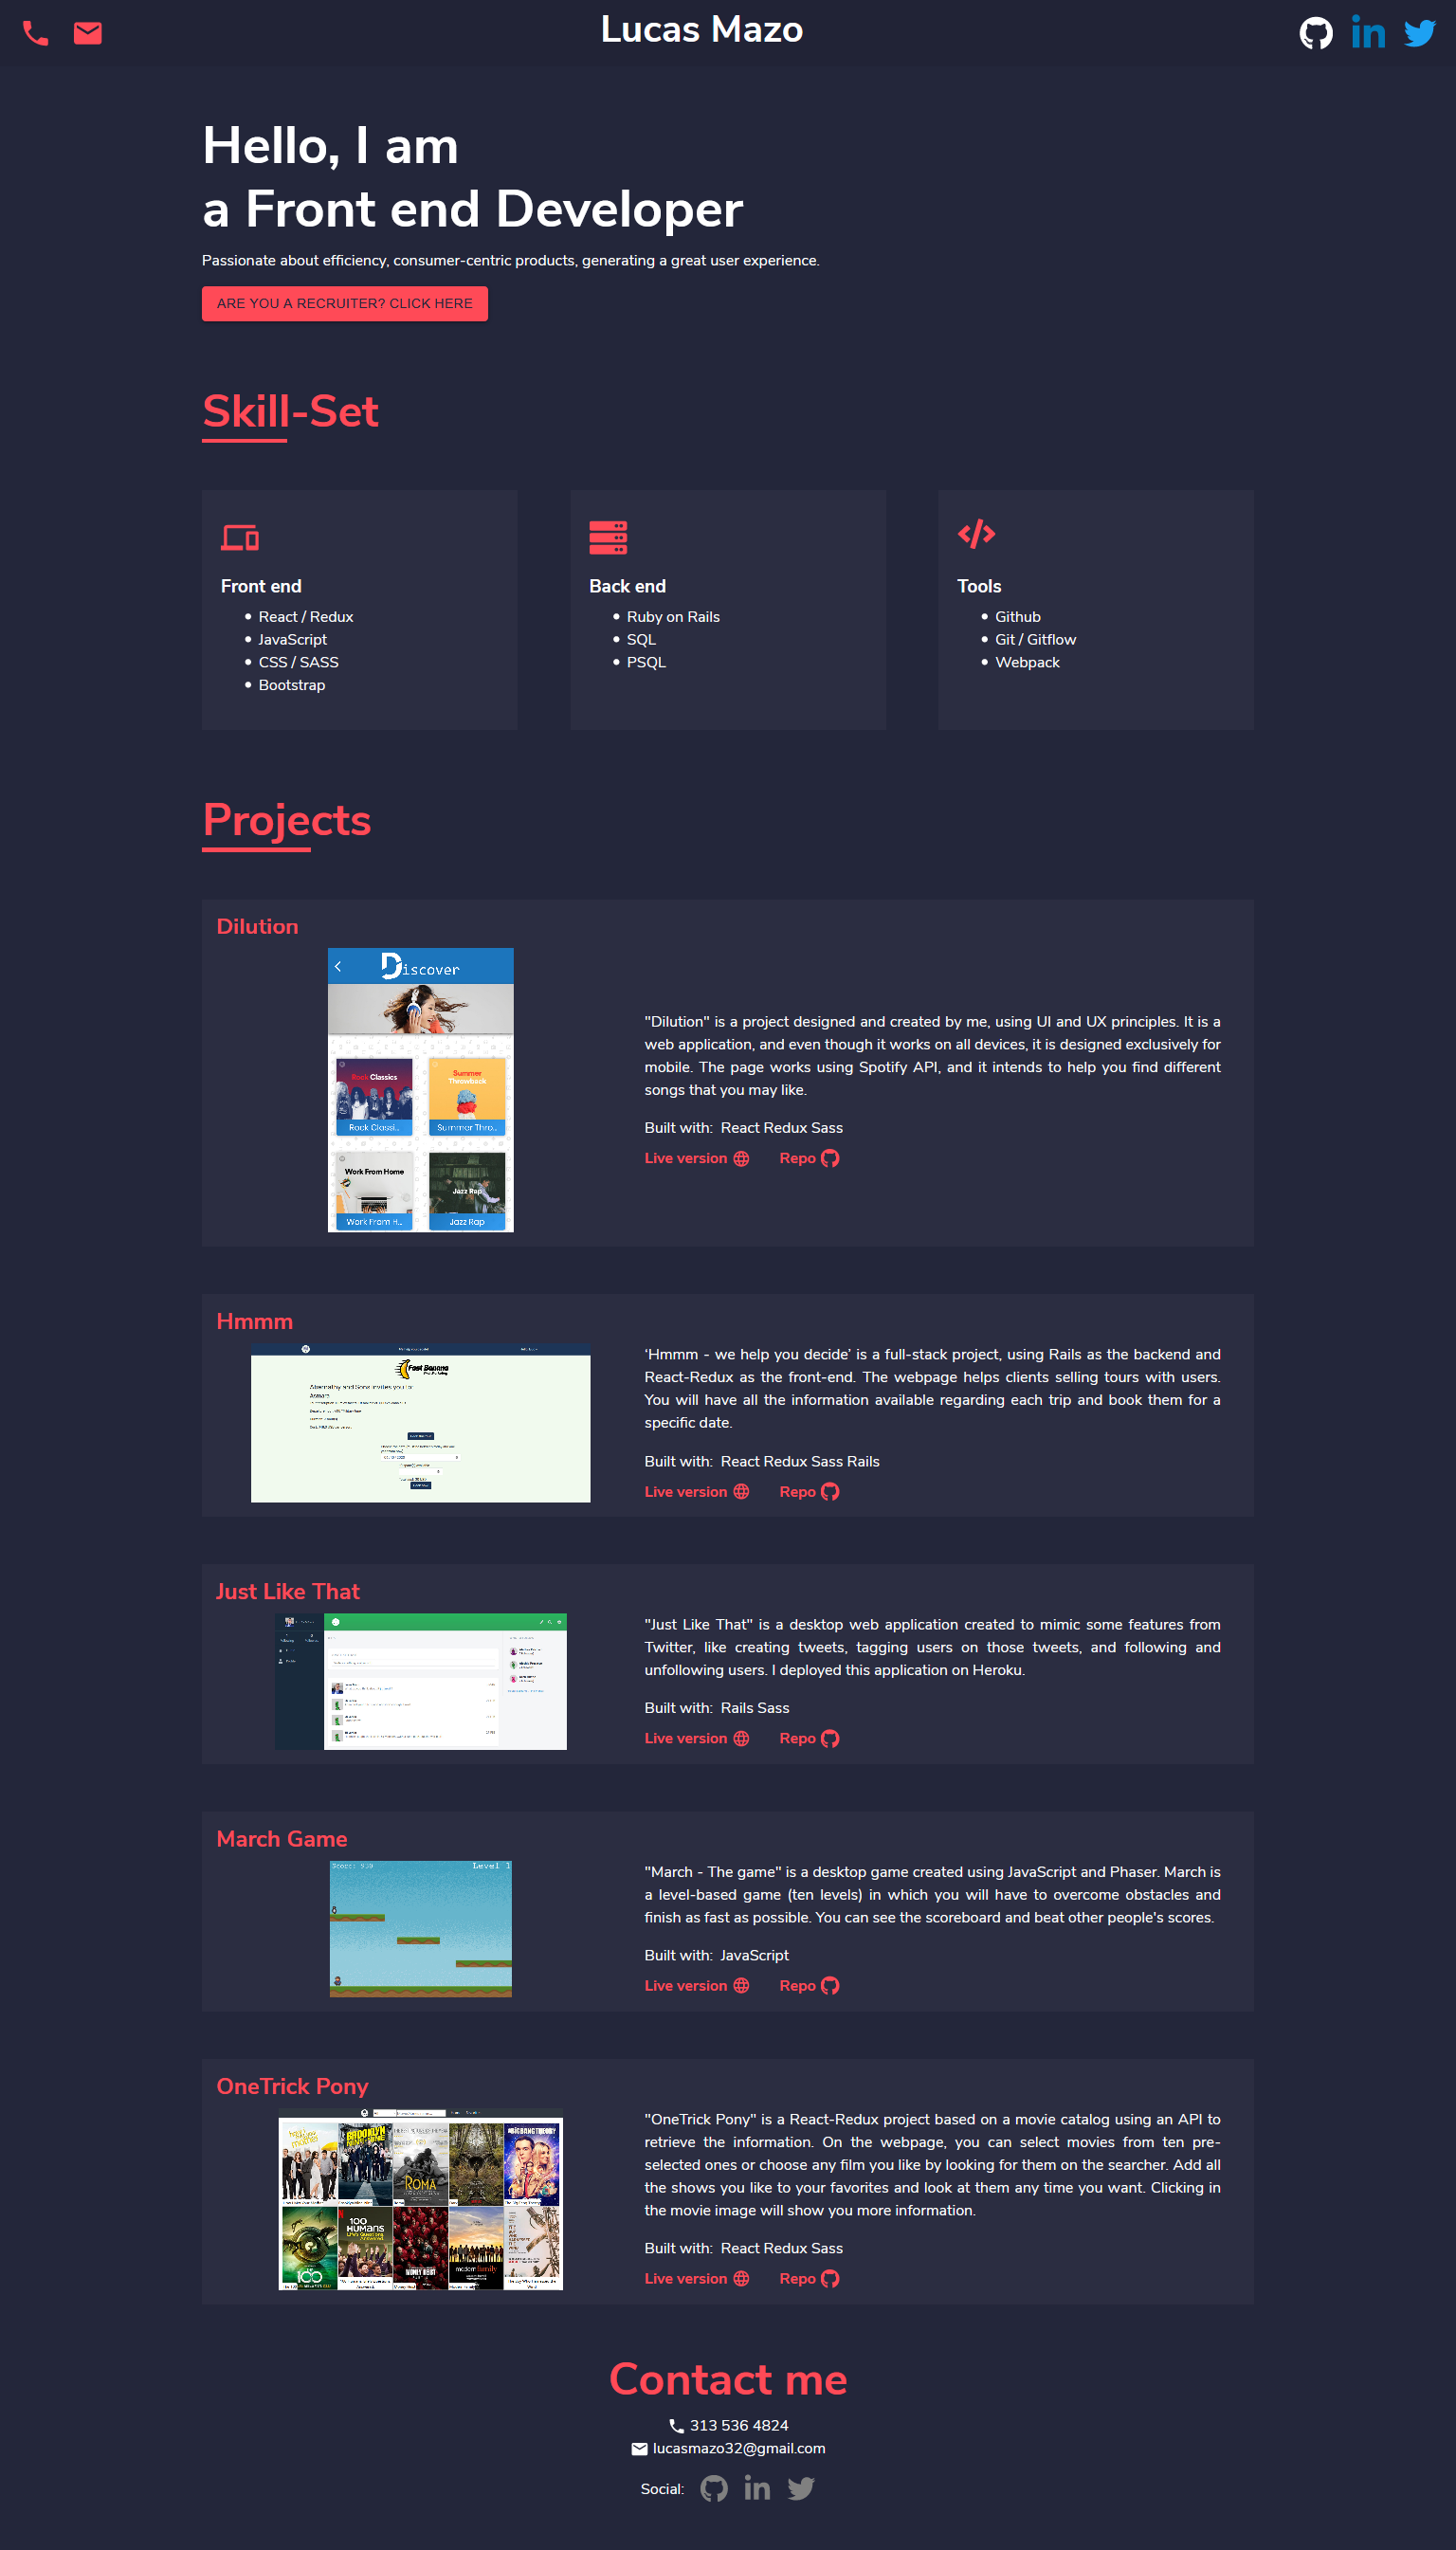 Lucas Mazo
Hello, I am
a Front end Developer
Passionate about efficiency, consumer-centric products, generating a great user experience.
ARE YOU A RECRUITER? CLICK HERE
Skill-Set
Front end
React / Redux
JavaScript
CSS / SASS
Bootstrap
Back end
Ruby on Rails
SQL
PSQL
Tools
Github
Git / Gitflow
Webpack
Projects
Dilution
Discover
Rock Classics
Summer
Throwback
Rock Classi...
Summer Thro...
Work From Home
Jazz Rap
Work From H...
Jazz Rap
"Dilution" is a project designed and created by me, using UI and UX principles. It is a
web application, and even though it works on all devices, it is designed exclusively for
mobile. The page works using Spotify API, and it intends to help you find different
songs that you may like.
Built with: React Redux Sass
Live version
Repo
Hmmm
Fast Banana
Abernathy and Sons invites you to:
‘Hmmm - we help you decide’ is a full-stack project, using Rails as the backend and
React-Redux as the front-end. The webpage helps clients selling tours with users.
You will have all the information available regarding each trip and book them for a
specific date.
Built with: React Redux Sass Rails
Live version
Repo
Just Like That
"Just Like That" is a desktop web application created to mimic some features from
Twitter, like creating tweets, tagging users on those tweets, and following and
unfollowing users. I deployed this application on Heroku.
Built with: Rails Sass
Live version
Repo
March Game
Level 1
"March - The game" is a desktop game created using JavaScript and Phaser. March is
a level-based game (ten levels) in which you will have to overcome obstacles and
finish as fast as possible. You can see the scoreboard and beat other people's scores.
Built with: JavaScript
Live version
Repo
OneTrick Pony
BROOKLYN
ROMA
BIGBANG THEORY
100
100
HUMANS
modern family
"OneTrick Pony" is a React-Redux project based on a movie catalog using an API to
retrieve the information. On the webpage, you can select movies from ten pre-
selected ones or choose any film you like by looking for them on the searcher. Add all
the shows you like to your favorites and look at them any time you want. Clicking in
the movie image will show you more information.
Built with: React Redux Sass
Live version
Repo
Contact me
313 536 4824
lucasmazo32@gmail.com
Social: